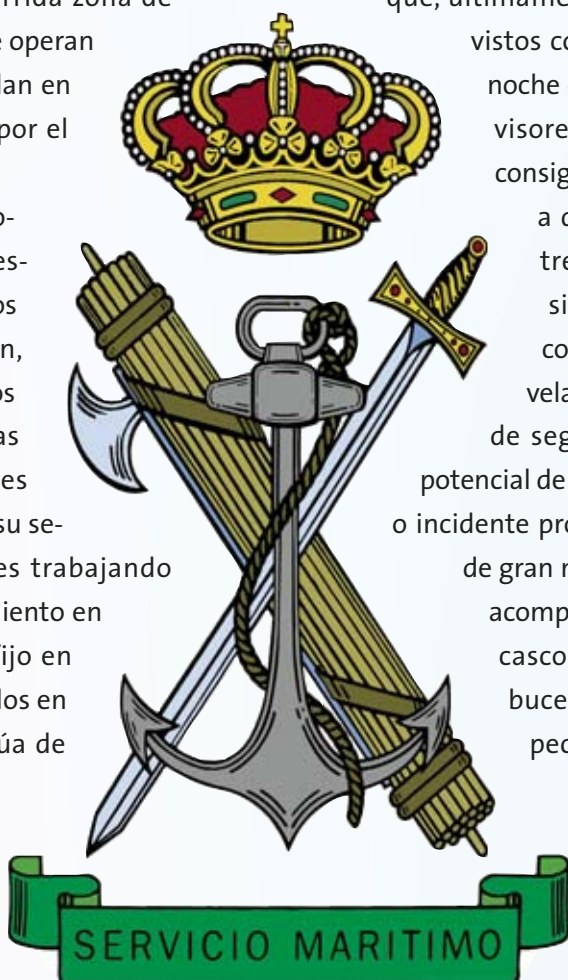 rrida zona de
operan
lan en
por el
o-
es-
os
n,
os
as
es
su se-
es trabajando
iento en
ijo en
los en
úa de
que, últimame
vistos co
noche
visore
consig
a
tre
si
co
vela
de seg
potencial de
o incidente pro
de gran
acomp
casco
buce
SERVICIO MARITIMO